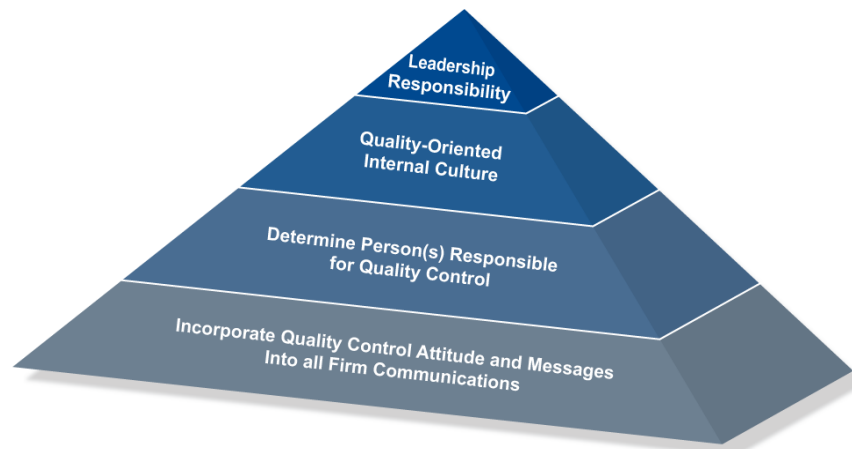 Leadership
Responsibility
Quality-Oriented
Internal Culture
Determine Person(s) Responsible
for Quality Control
Incorporate Quality Control Attitude and Messages
Into all Firm Communications